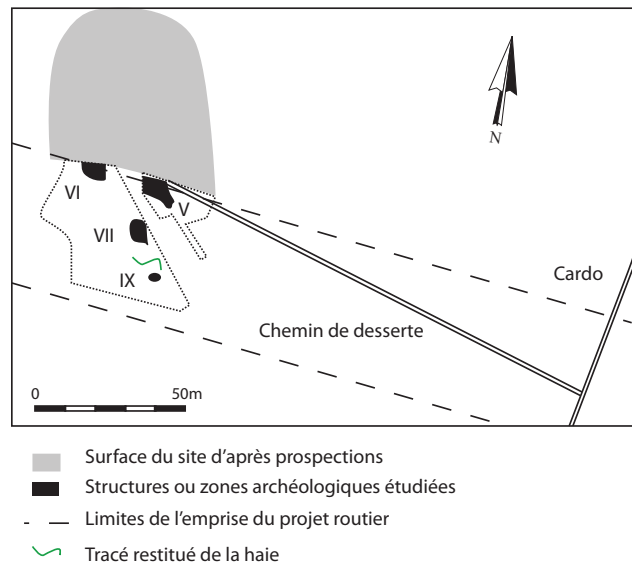 N
VI
V
VII
IX
Cardo
Chemin de desserte
0 50m
Surface du site d'après prospections
Structures ou zones archéologiques étudiées
Limites de l'emprise du projet routier
Tracé restitué de la haie